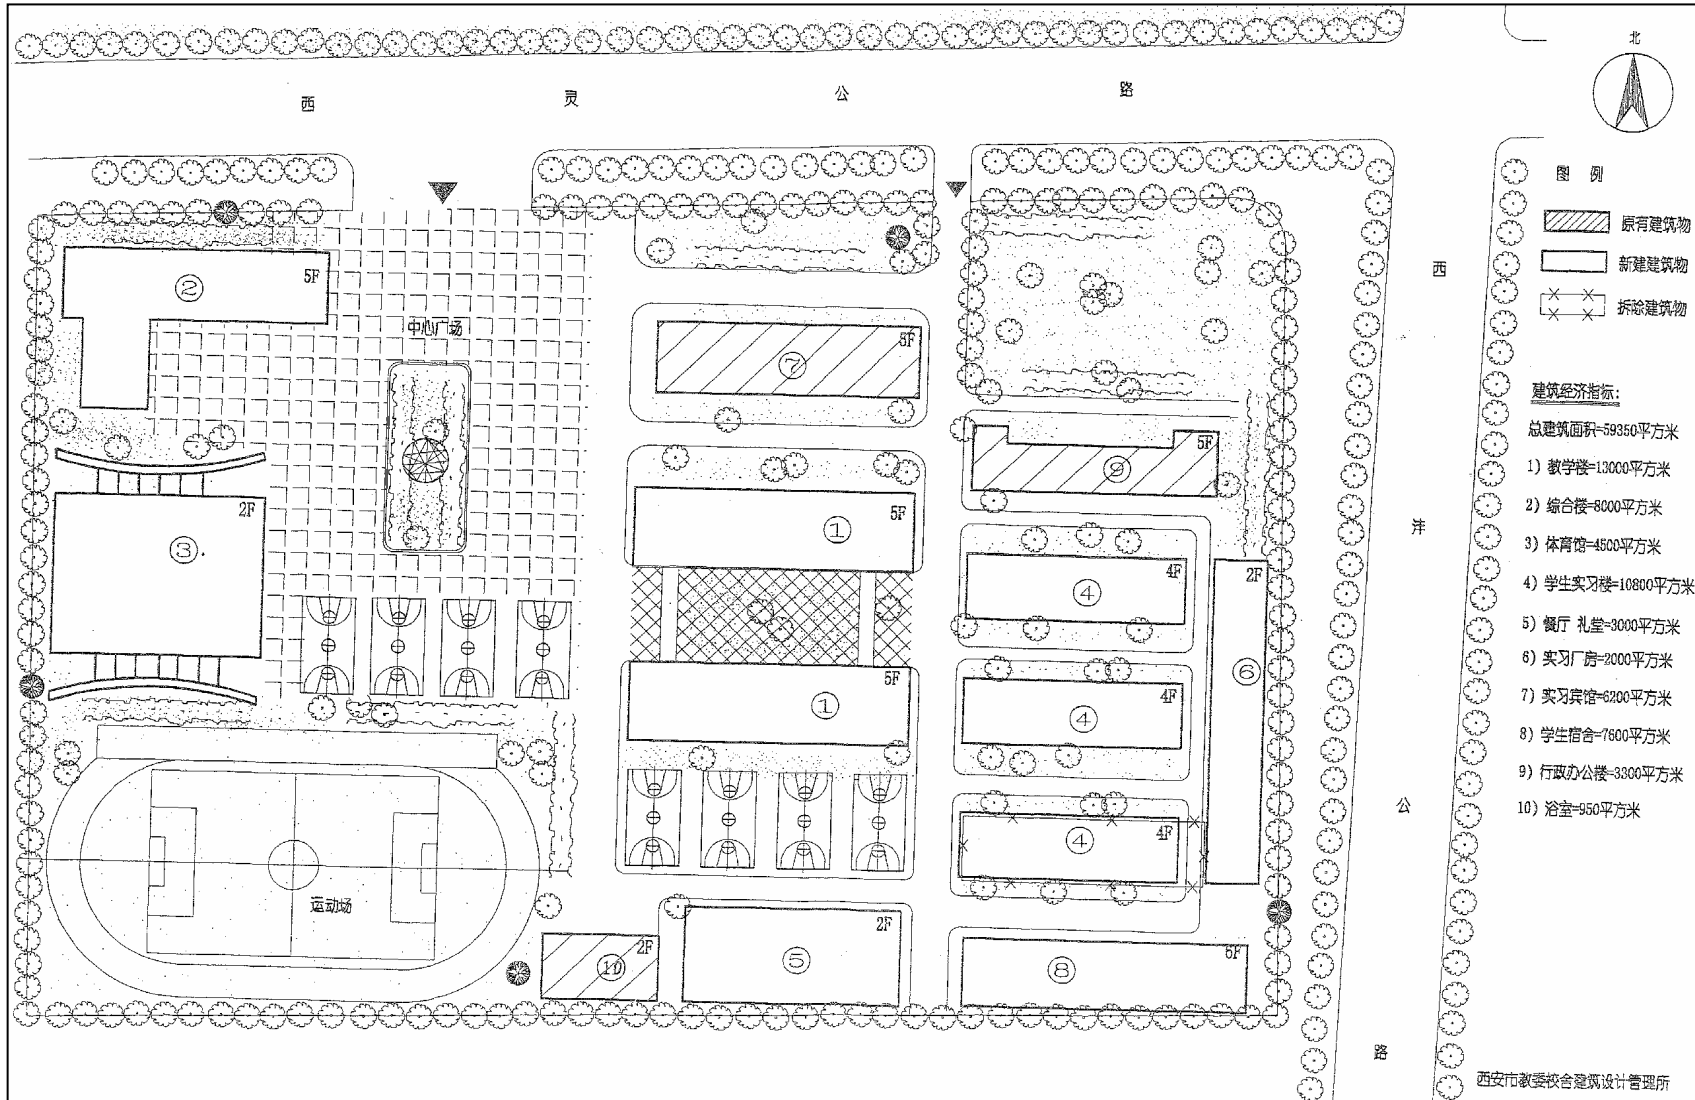 北
西 灵 公 路
图 例
原有建筑物
新建建筑物
拆除建筑物
建筑经济指标:
总建筑面积=59350平方米
1) 教学楼=13000平方米
2) 综合楼=8000平方米
3) 体育馆=4500平方米
4) 学生实习楼=10800平方米
5) 餐厅 礼堂=3000平方米
6) 实习厂房=2000平方米
7) 实习宾馆=6200平方米
8) 学生宿舍=7600平方米
9) 行政办公楼=3300平方米
10) 浴室=950平方米
西
沣
公
路
5F
②
中心广场
⑦
5F
⑨
2F
③
5F
①
4F
④
2F
⑥
5F
①
4F
④
4F
④
运动场
2F
⑩
2F
⑤
⑧
西安市教委校舍建筑设计管理所